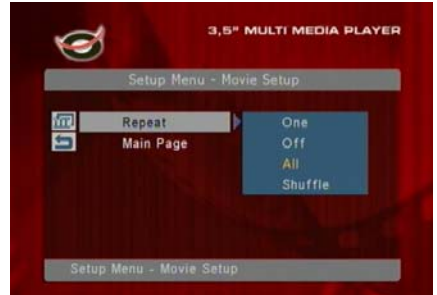 3,5" MULTI MEDIA PLAYER
Setup Menu - Movie Setup
Repeat
Main Page
One
Off
All
Shuffle
Setup Menu - Movie Setup